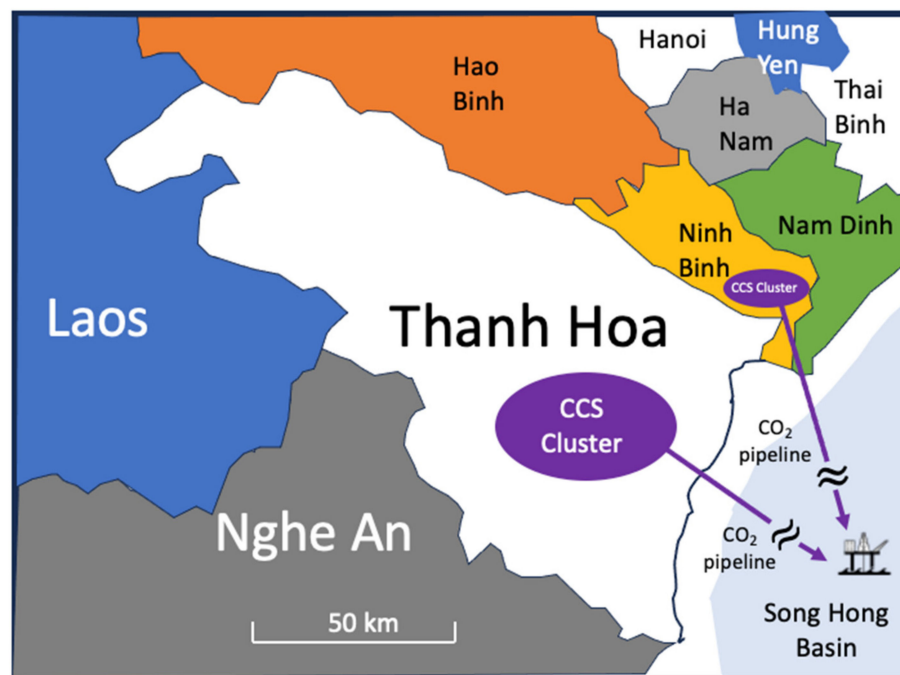 Hanoi
Hung
Yen
Hao
Binh
Ha
Nam
Thai
Binh
Nam Dinh
Ninh
Binh
CCS Cluster
Laos
Thanh Hoa
CCS
Cluster
CO₂
pipeline
CO₂
pipeline
Nghe An
50 km
Song Hong
Basin